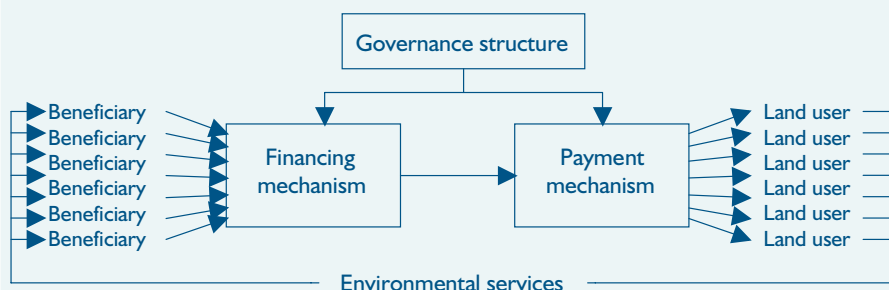 Governance structure
Beneficiary
Beneficiary
Beneficiary
Beneficiary
Beneficiary
Beneficiary
Financing
mechanism
Payment
mechanism
Land user
Land user
Land user
Land user
Land user
Land user
Environmental services